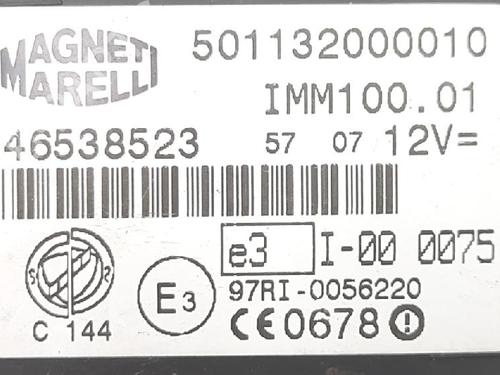 MAGNETI MARELLI
501132000010
IMM100.01
46538523 57 07 12V=
e3 I-00 0075
97RI-0056220
E3
C 144
CE0678